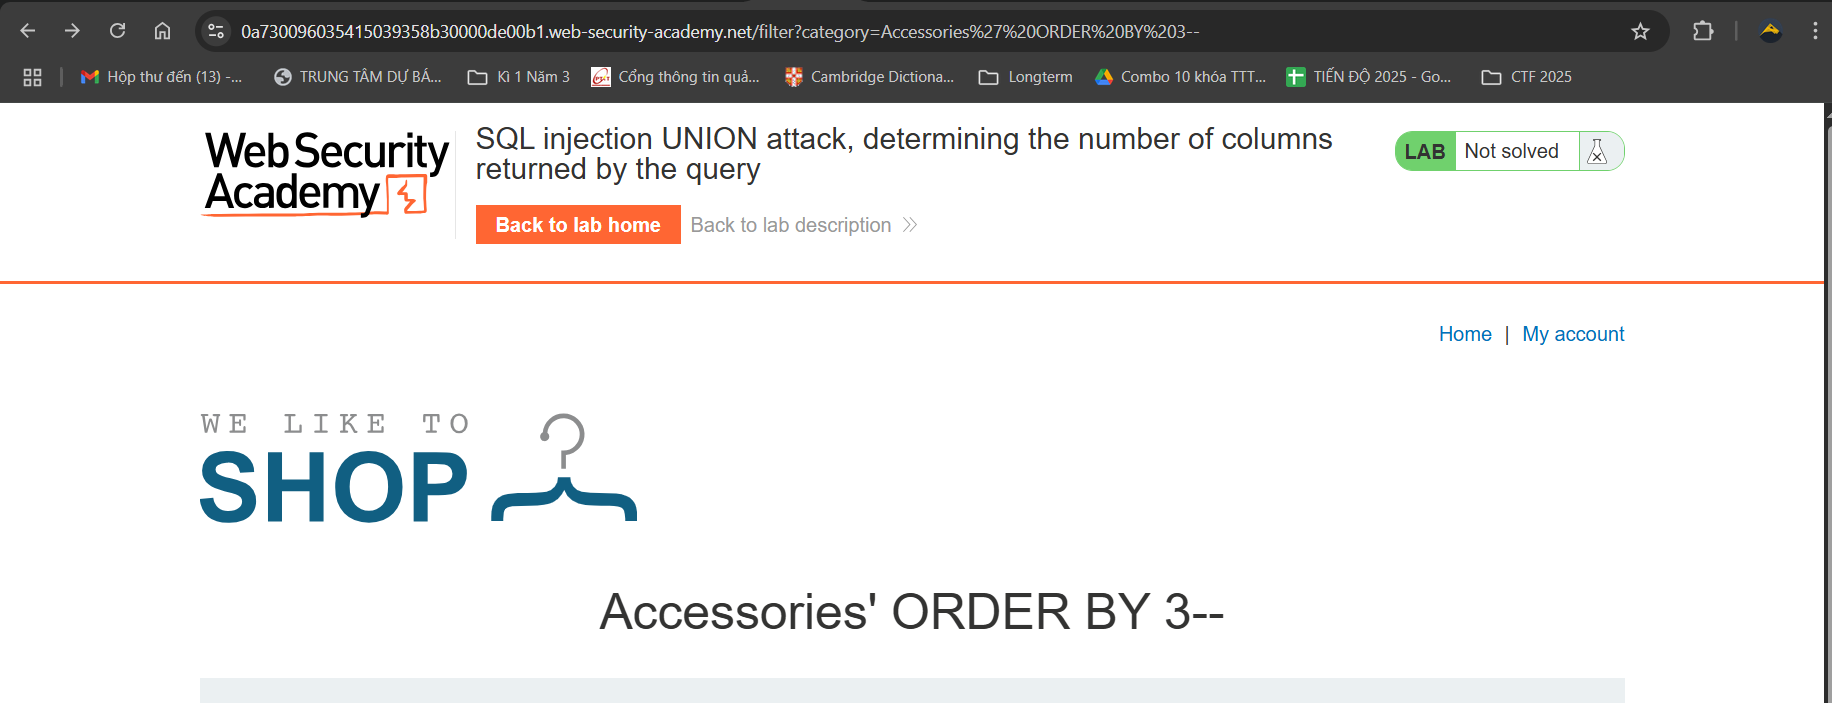 0a730096035415039358b30000de00b1.web-security-academy.net/filter?category=Accessories%27%20ORDER%20BY%203--
Hộp thư đến (13) -... TRUNG TÂM DỰ BÁ... Kì 1 Năm 3 Cổng thông tin quả... Cambridge Dictiona... Longterm Combo 10 khóa TTT... TIẾN ĐỘ 2025 - Go... CTF 2025
Web Security
Academy
SQL injection UNION attack, determining the number of columns
returned by the query
LAB Not solved
Back to lab home Back to lab description
Home | My account
WE LIKE TO
SHOP
Accessories' ORDER BY 3--